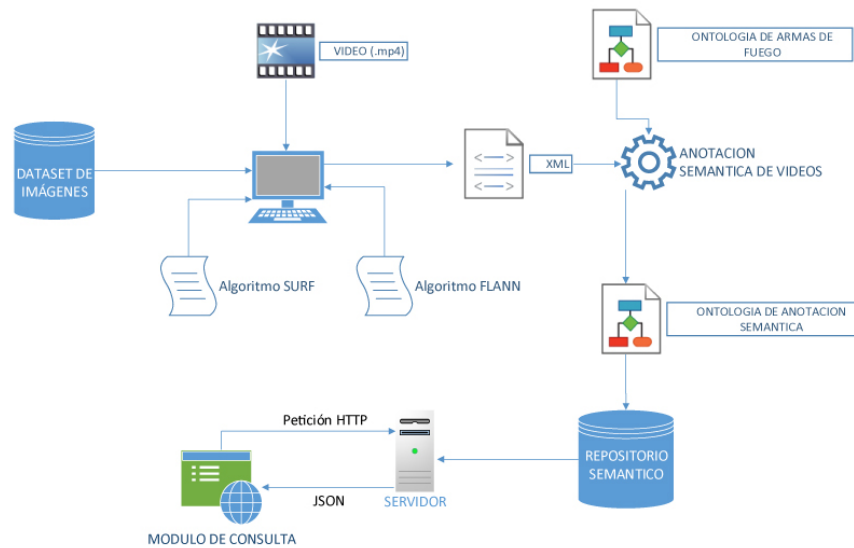 VIDEO (.mp4)
ONTOLOGIA DE ARMAS DE
FUEGO
DATASET DE
IMÁGENES
XML
ANOTACION
SEMANTICA DE VIDEOS
Algoritmo SURF
Algoritmo FLANN
ONTOLOGIA DE ANOTACION
SEMANTICA
Petición HTTP
REPOSITORIO
SEMANTICO
JSON
SERVIDOR
MODULO DE CONSULTA